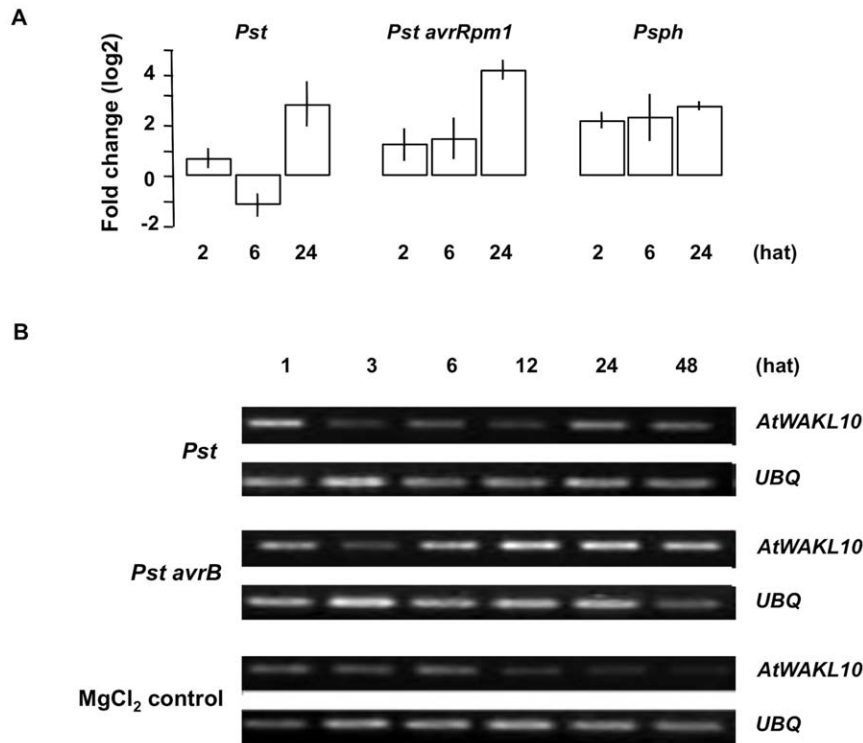 A
Pst
Pst avrRpm1
Psph
Fold change (log2)
4
2
0
-2
2 6 24 2 6 24 2 6 24 (hat)
B
1 3 6 12 24 48 (hat)
Pst
AtWAKL10
UBQ
Pst avrB
AtWAKL10
UBQ
MgCl2 control
AtWAKL10
UBQ